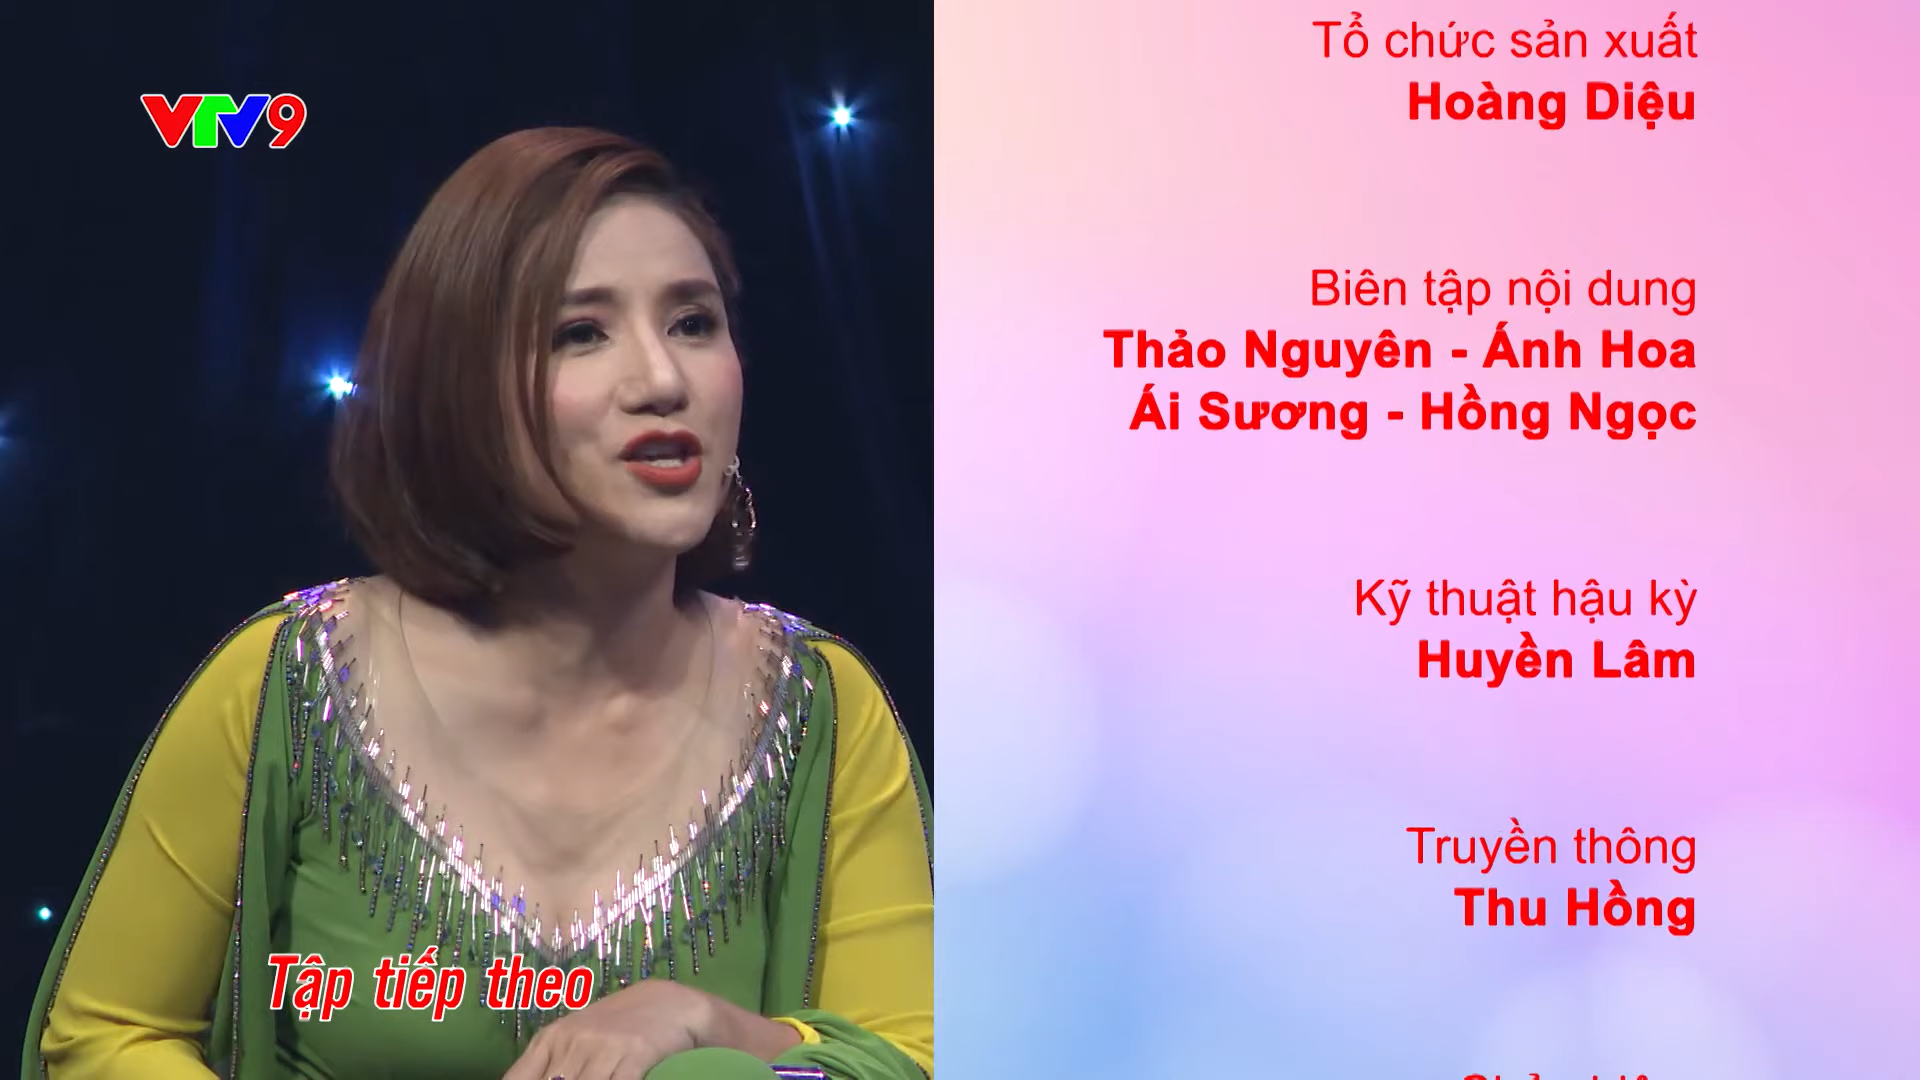 VTV9
Tổ chức sản xuất
Hoàng Diệu
Biên tập nội dung
Thảo Nguyên - Ánh Hoa
Ái Sương - Hồng Ngọc
Kỹ thuật hậu kỳ
Huyền Lâm
Truyền thông
Thu Hồng
Tập tiếp theo